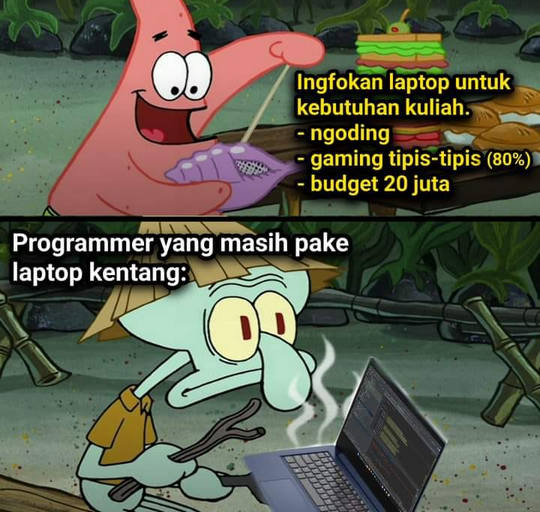 Ingfokan laptop untuk
kebutuhan kuliah.
- ngoding
- gaming tipis-tipis (80%)
- budget 20 juta
Programmer yang masih pake
laptop kentang: